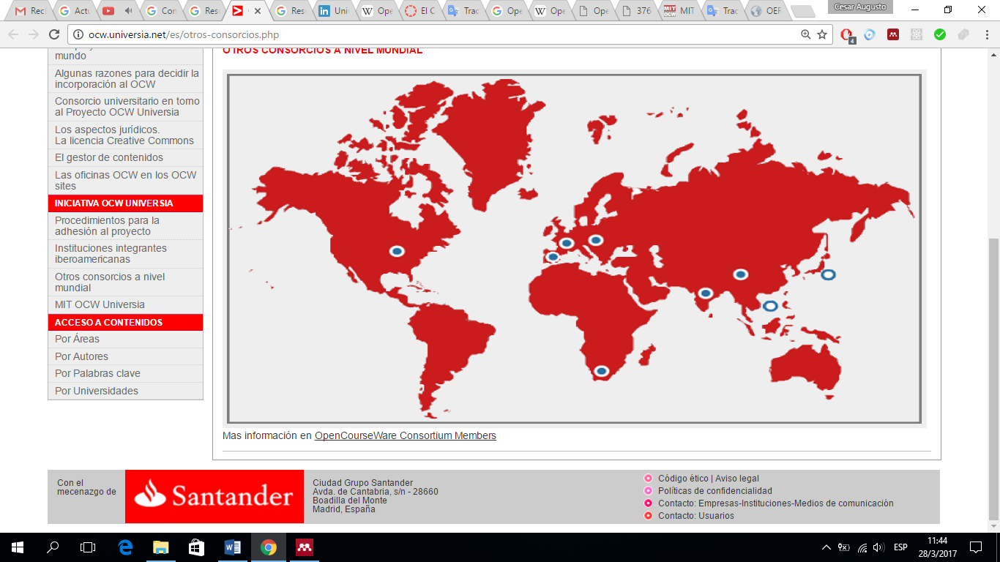 Reci
Actu
Con
Res
Res
Uni
Ope
El C
Trac
Ope
Ope
Ope
376
MIT
Trac
OEF
Cesar Augusto
ocw.universia.net/es/otros-consorcios.php
4
mundo
Algunas razones para decidir la
incorporación al OCW
Consorcio universitario en torno
al Proyecto OCW Universia
Los aspectos jurídicos.
La licencia Creative Commons
El gestor de contenidos
Las oficinas OCW en los OCW
sites
INICIATIVA OCW UNIVERSIA
Procedimientos para la
adhesión al proyecto
Instituciones integrantes
iberoamericanas
Otros consorcios a nivel
mundial
MIT OCW Universia
ACCESO A CONTENIDOS
Por Áreas
Por Autores
Por Palabras clave
Por Universidades
OTROS CONSORCIOS A NIVEL MUNDIAL
Mas información en OpenCourseWare Consortium Members
Con el
mecenazgo de
Santander
Ciudad Grupo Santander
Avda. de Cantabria, s/n - 28660
Boadilla del Monte
Madrid, España
Código ético | Aviso legal
Políticas de confidencialidad
Contacto: Empresas-Instituciones-Medios de comunicación
Contacto: Usuarios
ESP
11:44
28/3/2017